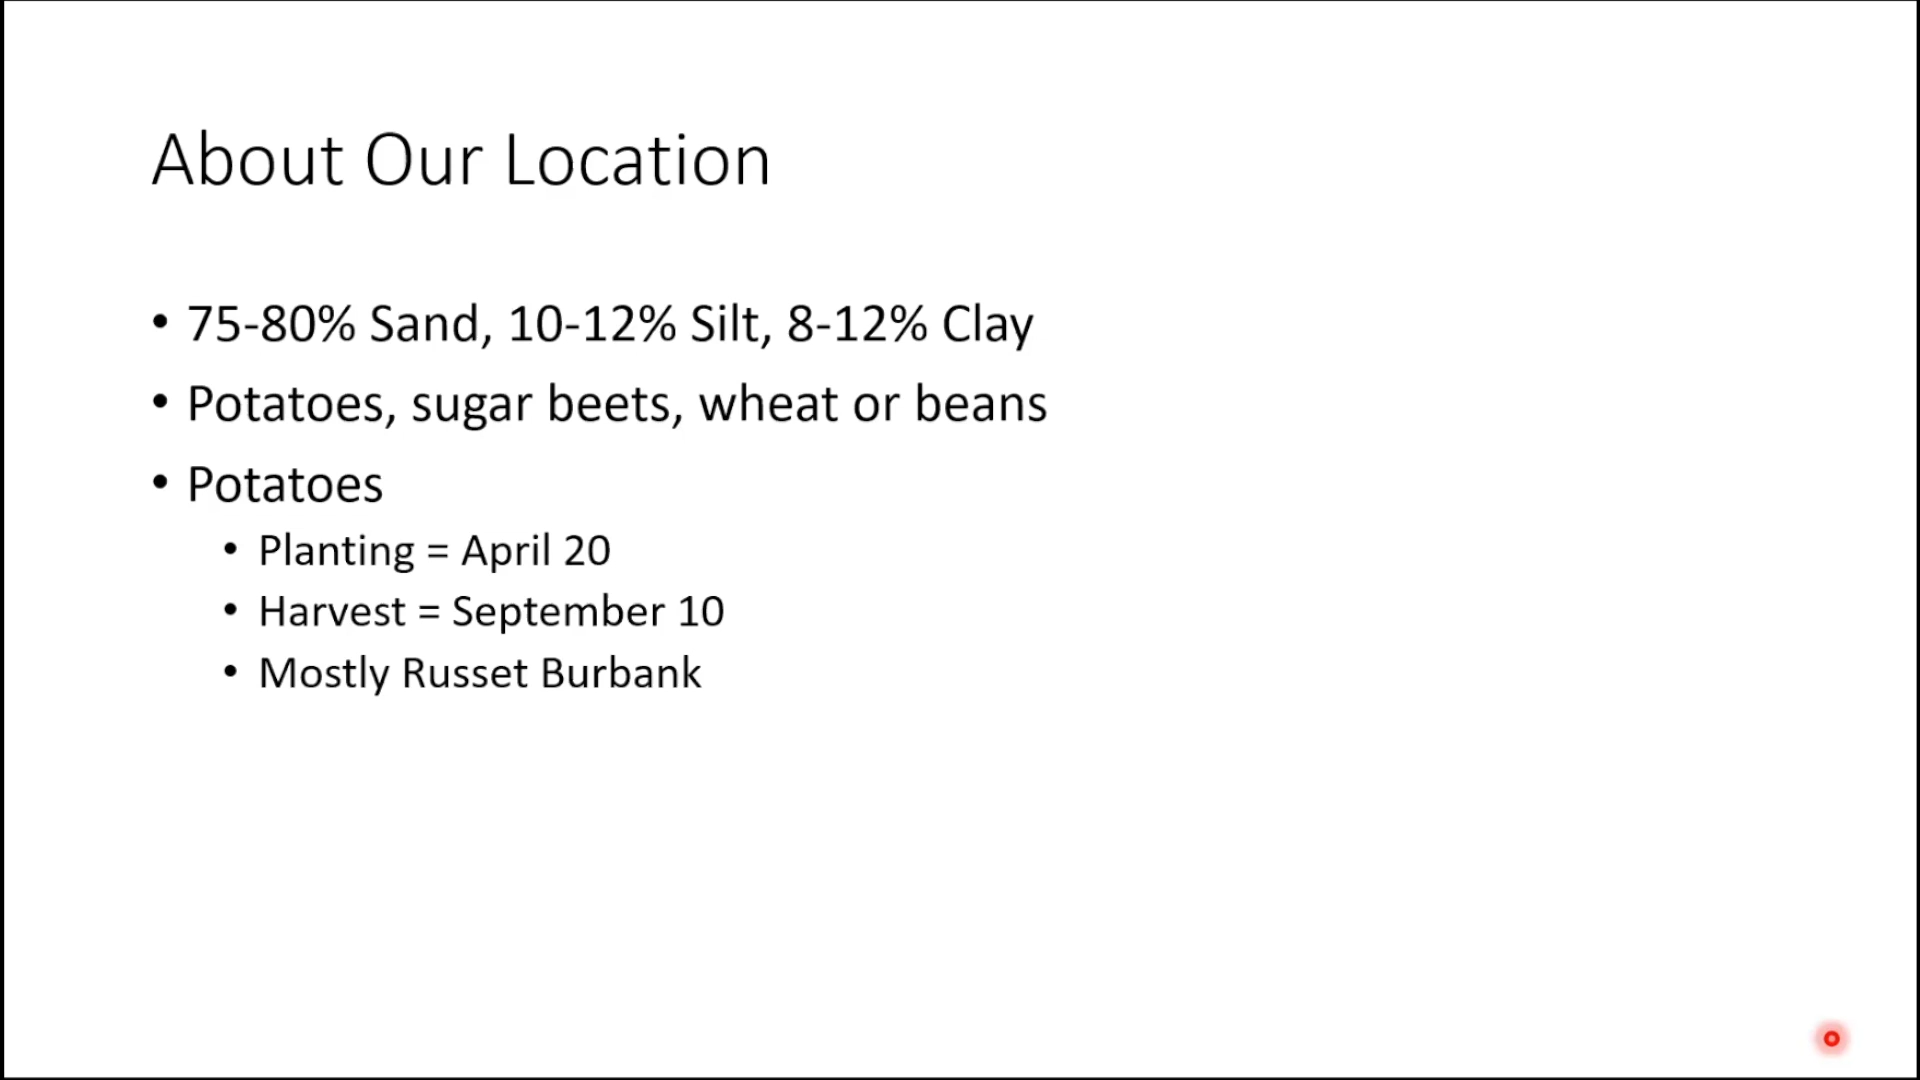 About Our Location
• 75-80% Sand, 10-12% Silt, 8-12% Clay
• Potatoes, sugar beets, wheat or beans
• Potatoes
• Planting = April 20
• Harvest = September 10
• Mostly Russet Burbank